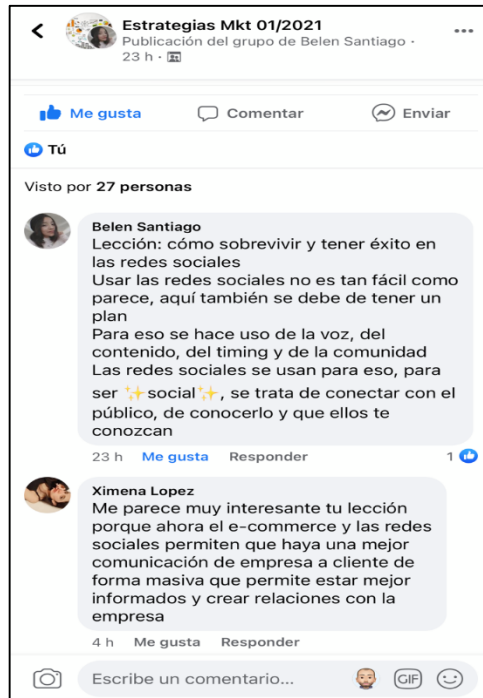 Estrategias Mkt 01/2021
Publicación del grupo de Belen Santiago ·
23 h ·
Me gusta
Comentar
Enviar
Tú
Visto por 27 personas
Belen Santiago
Lección: cómo sobrevivir y tener éxito en
las redes sociales
Usar las redes sociales no es tan fácil como
parece, aquí también se debe de tener un
plan
Para eso se hace uso de la voz, del
contenido, del timing y de la comunidad
Las redes sociales se usan para eso, para
ser ✨social✨, se trata de conectar con el
público, de conocerlo y que ellos te
conozcan
23 h Me gusta Responder 1
Ximena Lopez
Me parece muy interesante tu lección
porque ahora el e-commerce y las redes
sociales permiten que haya una mejor
comunicación de empresa a cliente de
forma masiva que permite estar mejor
informados y crear relaciones con la
empresa
4 h Me gusta Responder
Escribe un comentario...
GIF